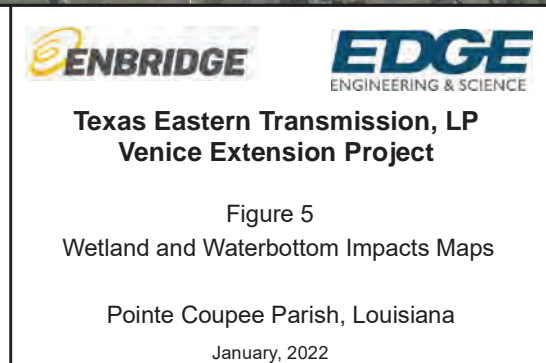 ENBRIDGE
EDGE
ENGINEERING & SCIENCE
Texas Eastern Transmission, LP
Venice Extension Project
Figure 5
Wetland and Waterbottom Impacts Maps
Pointe Coupee Parish, Louisiana
January, 2022